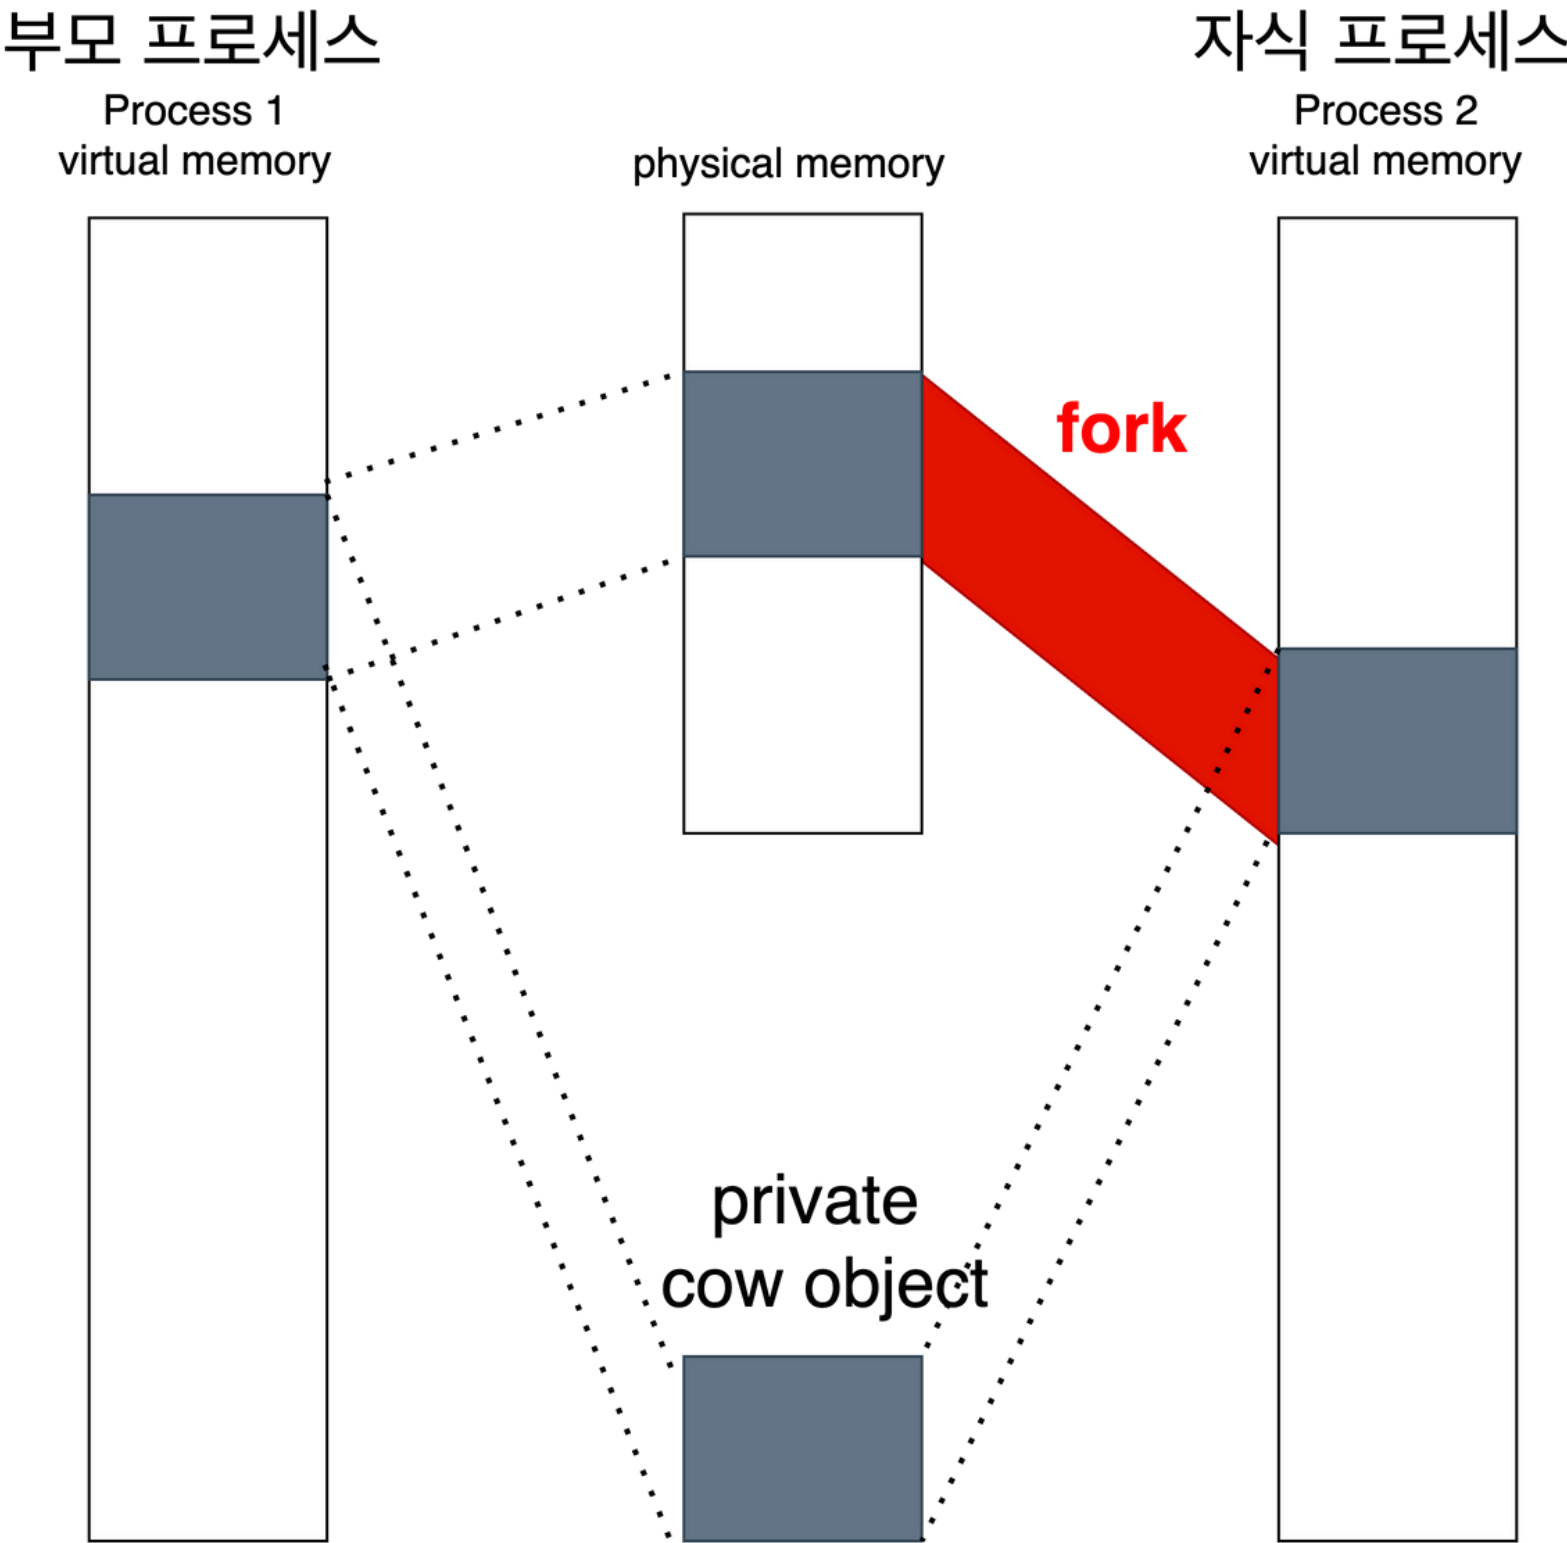 부모 프로세스
Process 1
virtual memory
physical memory
자식 프로세스
Process 2
virtual memory
fork
private
cow object